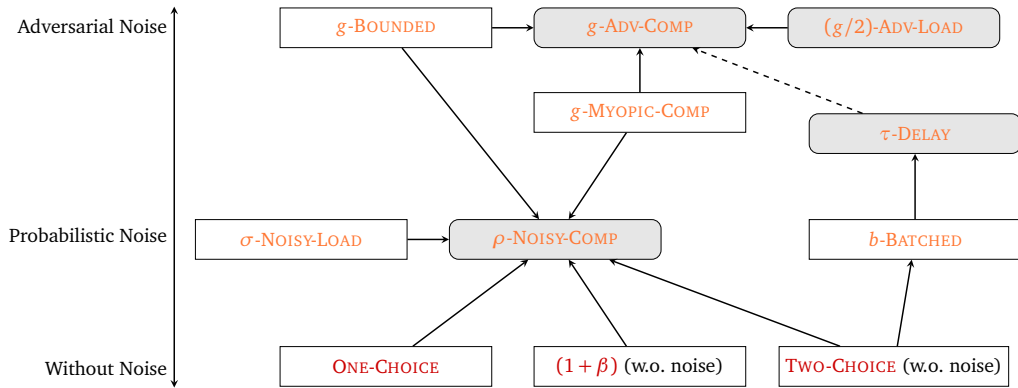 Adversarial Noise
g-BOUNDED
g-ADV-COMP
(g/2)-ADV-LOAD
g-MYOPIC-COMP
τ-DELAY
Probabilistic Noise
σ-NOISY-LOAD
ρ-NOISY-COMP
b-BATCHED
Without Noise
ONE-CHOICE
(1 + β) (w.o. noise)
TWO-CHOICE (w.o. noise)